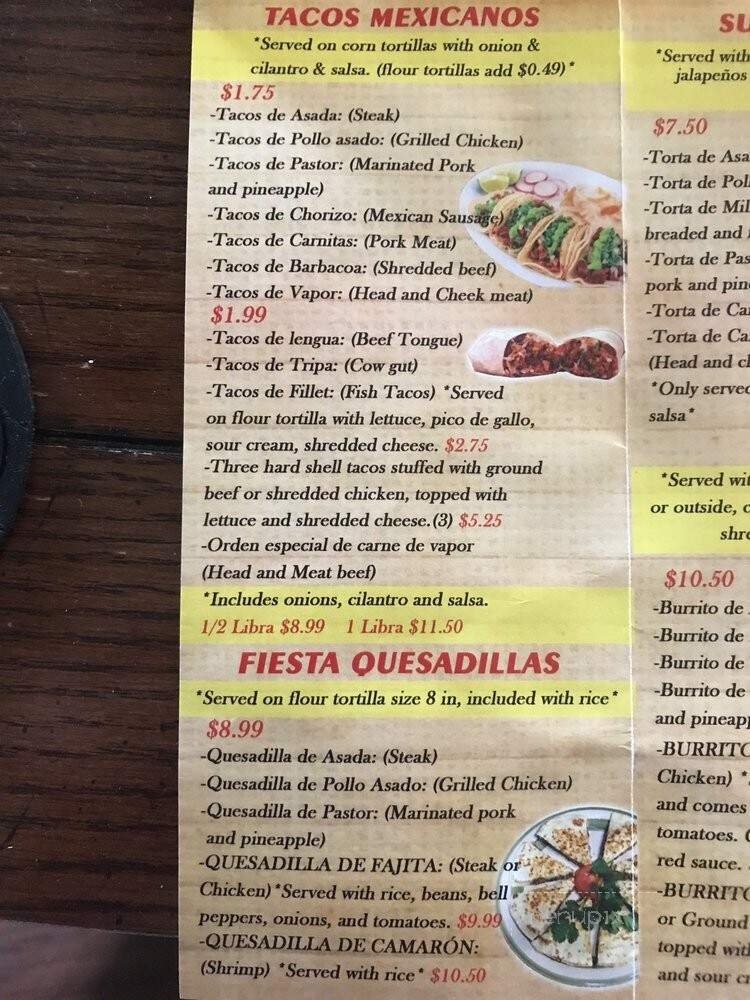 TACOS MEXICANOS
*Served on corn tortillas with onion &
cilantro & salsa. (flour tortillas add $0.49)*
$1.75
-Tacos de Asada: (Steak)
-Tacos de Pollo asado: (Grilled Chicken)
-Tacos de Pastor: (Marinated Pork
and pineapple)
-Tacos de Chorizo: (Mexican Sausage)
-Tacos de Carnitas: (Pork Meat)
-Tacos de Barbacoa: (Shredded beef)
-Tacos de Vapor: (Head and Cheek meat)
$1.99
-Tacos de lengua: (Beef Tongue)
-Tacos de Tripa: (Cow gut)
-Tacos de Fillet: (Fish Tacos) *Served
on flour tortilla with lettuce, pico de gallo,
sour cream, shredded cheese. $2.75
-Three hard shell tacos stuffed with ground
beef or shredded chicken, topped with
lettuce and shredded cheese.(3) $5.25
-Orden especial de carne de vapor
(Head and Meat beef)
*Includes onions, cilantro and salsa.
1/2 Libra $8.99 1 Libra $11.50
FIESTA QUESADILLAS
*Served on flour tortilla size 8 in, included with rice*
$8.99
-Quesadilla de Asada: (Steak)
-Quesadilla de Pollo Asado: (Grilled Chicken)
-Quesadilla de Pastor: (Marinated pork
and pineapple)
-QUESADILLA DE FAJITA: (Steak or
Chicken) *Served with rice, beans, bell
peppers, onions, and tomatoes. $9.99
-QUESADILLA DE CAMARÓN:
(Shrimp) *Served with rice* $10.50
SU
*Served with
jalapeños
$7.50
-Torta de Asa
-Torta de Pol
-Torta de Mil
breaded and
-Torta de Pas
pork and pin
-Torta de Ca
-Torta de Ca
(Head and c
*Only served
salsa*
*Served wit
or outside, c
shre
$10.50
-Burrito de
-Burrito de
-Burrito de
-Burrito de
and pineap
-BURRITO
Chicken) *
and comes
tomatoes.
red sauce.
-BURRITO
or Ground
topped with
and sour c